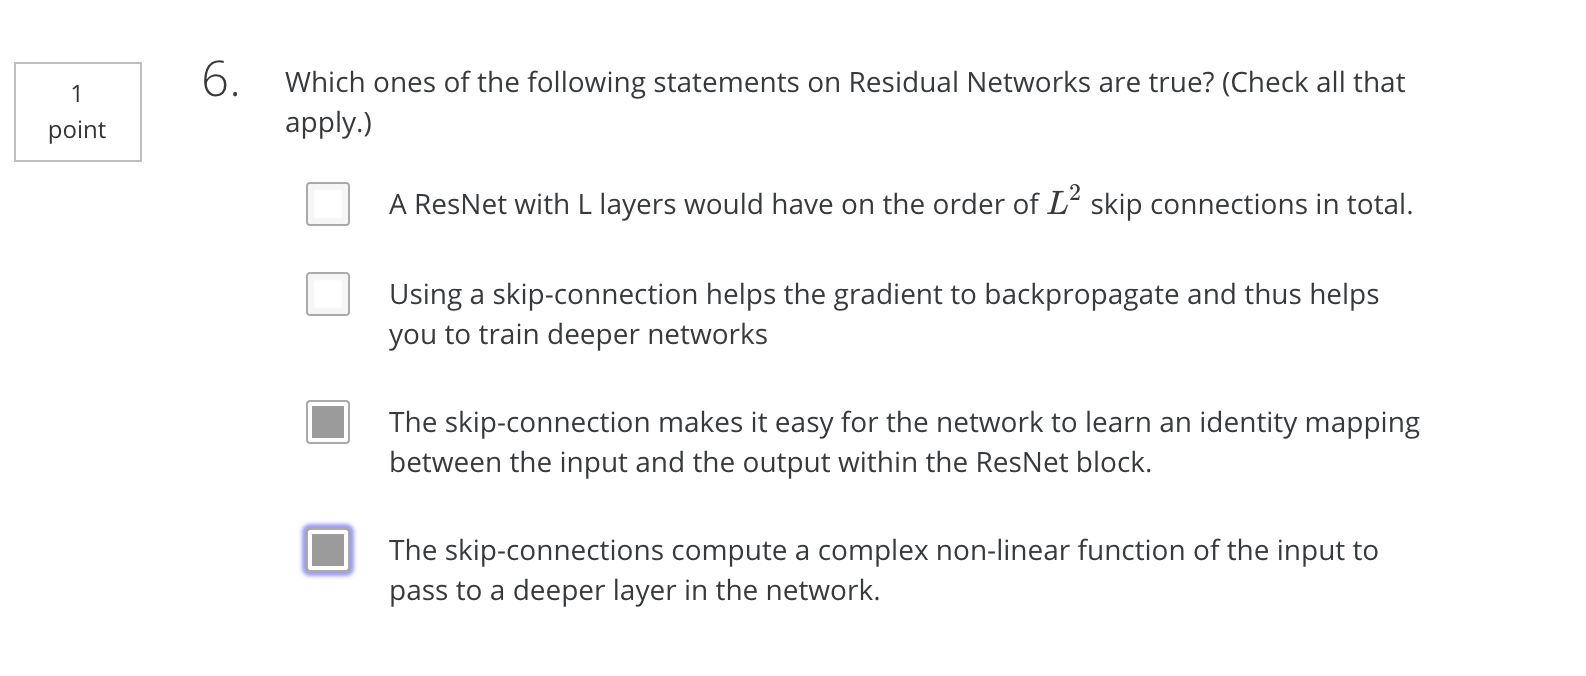 1
point
6.
Which ones of the following statements on Residual Networks are true? (Check all that
apply.)
A ResNet with L layers would have on the order of L² skip connections in total.
Using a skip-connection helps the gradient to backpropagate and thus helps
you to train deeper networks
The skip-connection makes it easy for the network to learn an identity mapping
between the input and the output within the ResNet block.
The skip-connections compute a complex non-linear function of the input to
pass to a deeper layer in the network.